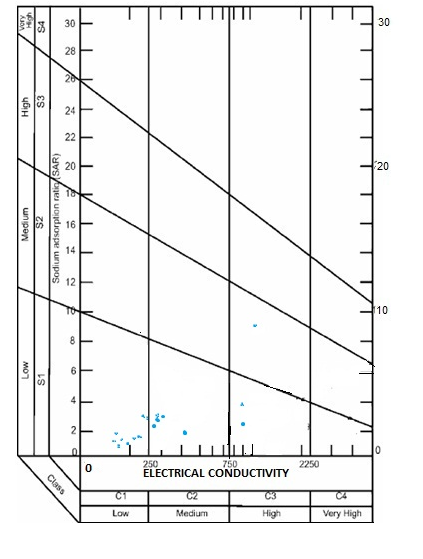 Very High
S4
High
S3
Medium
S2
Low
S1
Sodium adsorption ratio (SAR)
30
28
26
24
22
20
18
16
14
12
10
8
6
4
2
0
30
20
10
0
0 250 750 2250
ELECTRICAL CONDUCTIVITY
Class
C1 C2 C3 C4
Low Medium High Very High